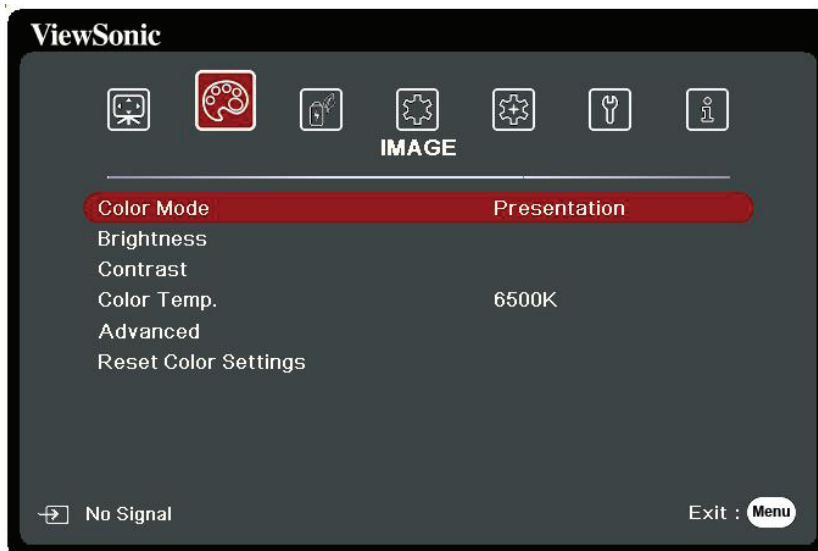 ViewSonic
IMAGE
Color Mode Presentation
Brightness
Contrast
Color Temp. 6500K
Advanced
Reset Color Settings
No Signal Exit : Menu